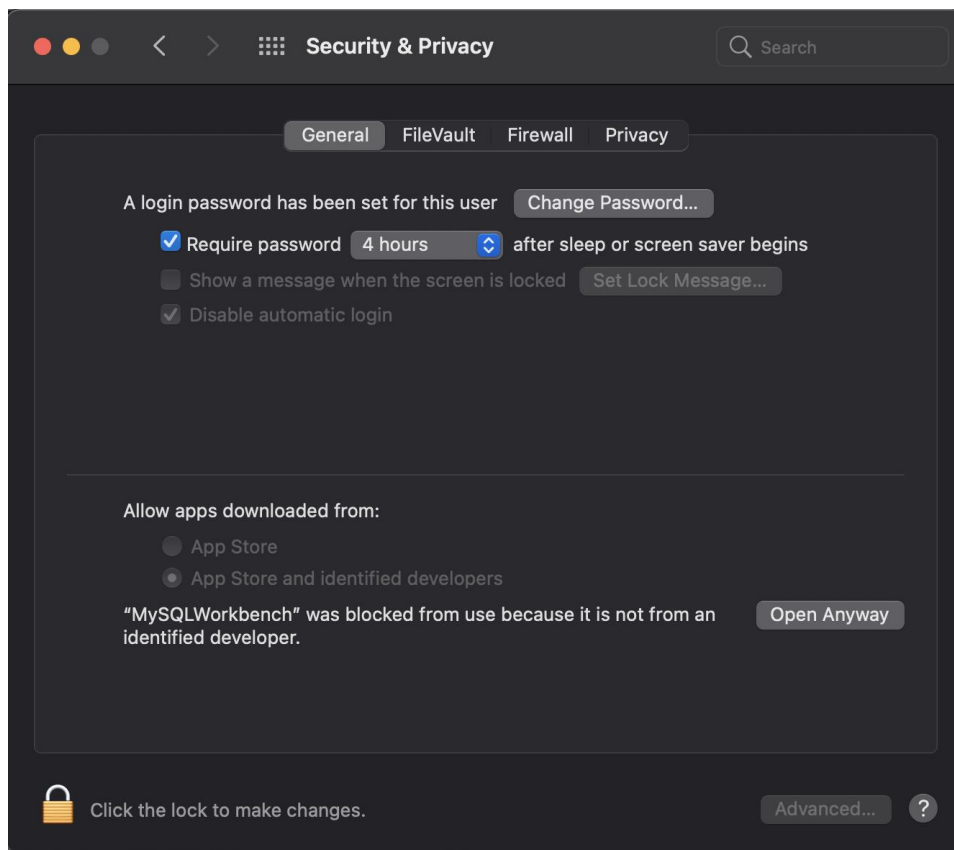 Security & Privacy
Search
General FileVault Firewall Privacy
A login password has been set for this user Change Password...
Require password 4 hours after sleep or screen saver begins
Show a message when the screen is locked Set Lock Message...
Disable automatic login
Allow apps downloaded from:
App Store
App Store and identified developers
“MySQLWorkbench” was blocked from use because it is not from an Open Anyway
identified developer.
Click the lock to make changes. Advanced... ?